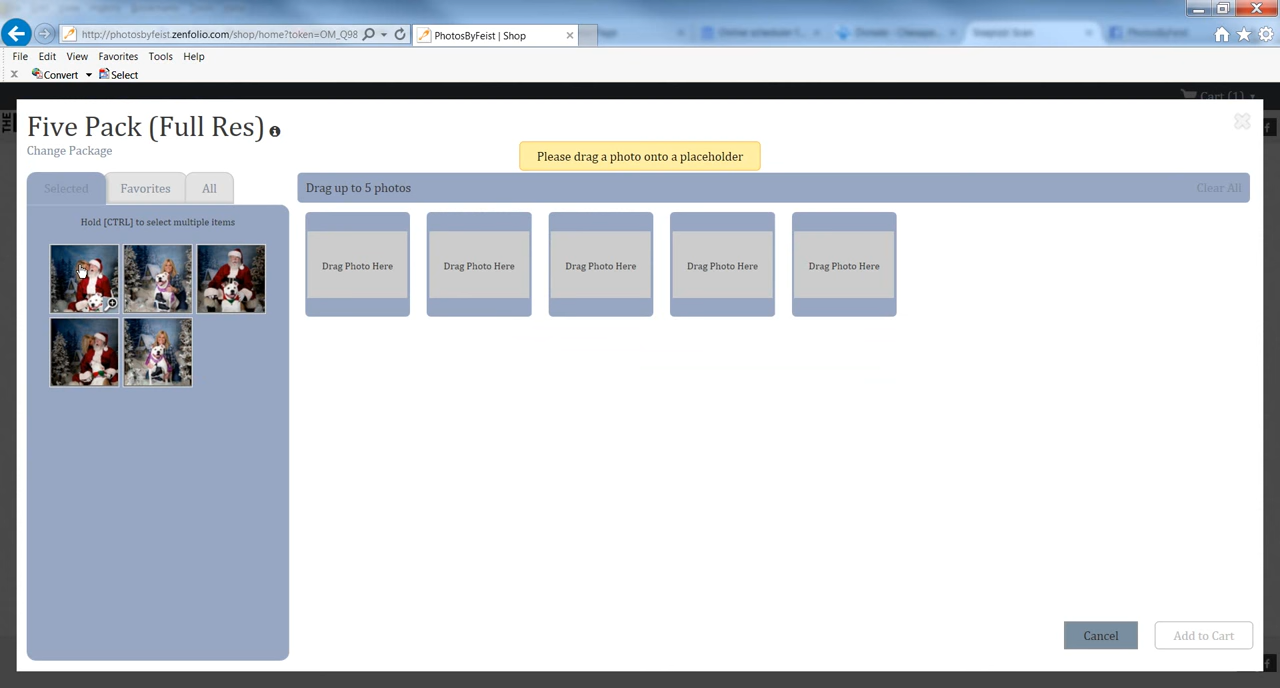 http://photosbyfeist.zenfolio.com/shop/home?token=OM_Q98
PhotosByFeist | Shop
File Edit View Favorites Tools Help
x Convert Select
Cart (1)
THE
Five Pack (Full Res)
Change Package
Please drag a photo onto a placeholder
Selected Favorites All
Drag up to 5 photos
Clear All
Hold [CTRL] to select multiple items
Drag Photo Here
Drag Photo Here
Drag Photo Here
Drag Photo Here
Drag Photo Here
Cancel
Add to Cart